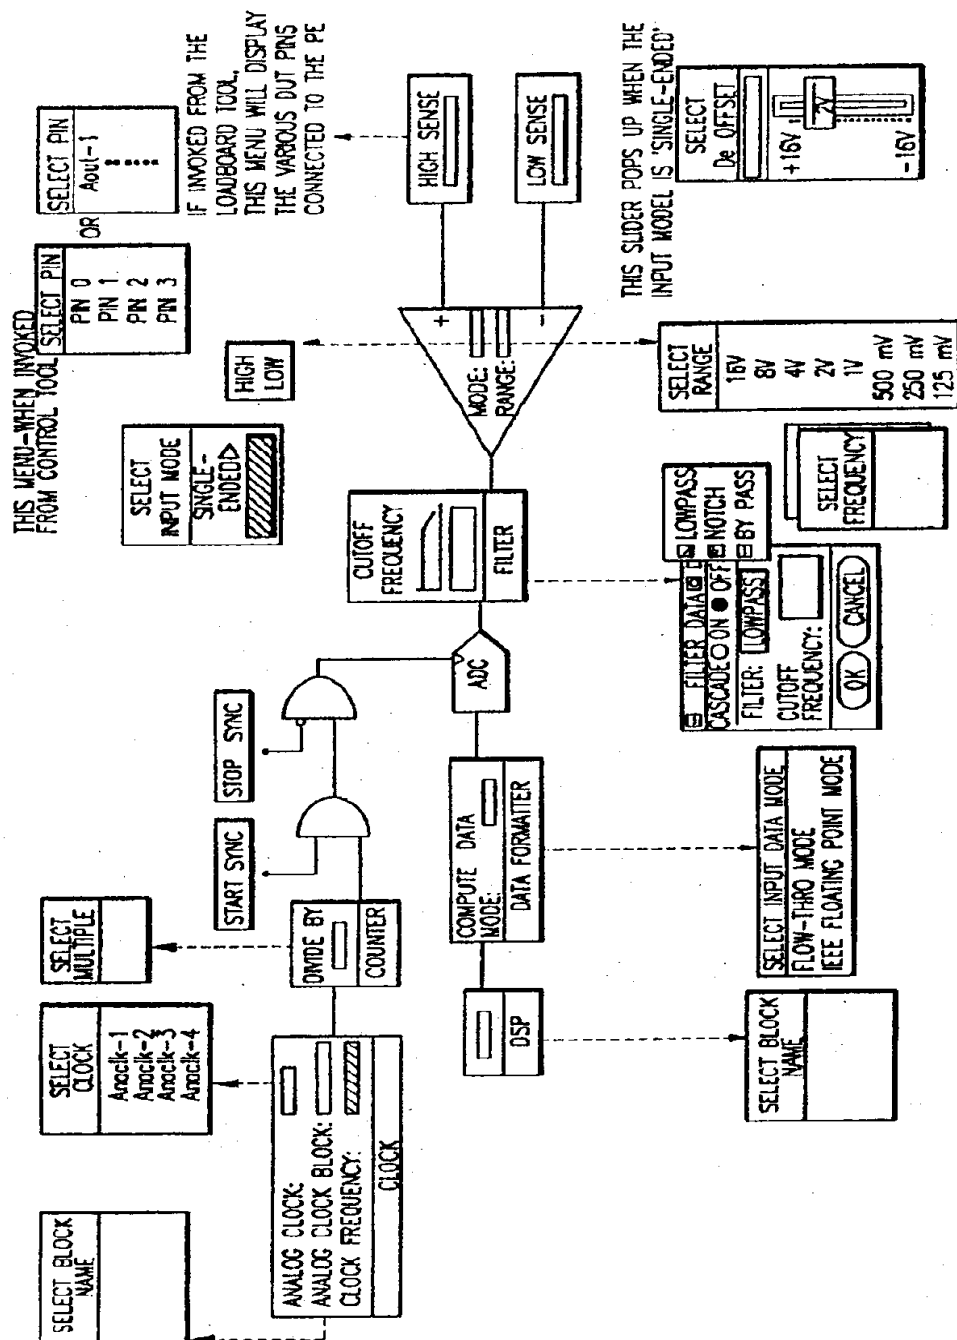 THIS MENU-WHEN INVOKED
FROM CONTROL TOOL
SELECT PIN
PIN 0
PIN 1
PIN 2
PIN 3
OR
SELECT PIN
Aout-1
IF INVOKED FROM THE
LOADBOARD TOOL,
THIS MENU WILL DISPLAY
THE VARIOUS DUT PINS
CONNECTED TO THE PE
SELECT BLOCK
NAME
SELECT
CLOCK
Anaclk-1
Anaclk-2
Anaclk-3
Anaclk-4
SELECT
MULTIPLE
SELECT
INPUT MODE
SINGLE-
ENDED
HIGH
LOW
START SYNC
STOP SYNC
ANALOG CLOCK:
ANALOG CLOCK BLOCK:
CLOCK FREQUENCY:
CLOCK
DIVIDE BY
COUNTER
CUTOFF
FREQUENCY
FILTER
MODE:
RANGE:
+
-
HIGH SENSE
LOW SENSE
ADC
DSP
COMPUTE DATA
MODE:
DATA FORMATTER
THIS SLIDER POPS UP WHEN THE
INPUT MODEL IS 'SINGLE-ENDED'
SELECT
De OFFSET
+16V
2V
-16V
SELECT
RANGE
16V
8V
4V
2V
1V
500 mV
250 mV
125 mV
SELECT
FREQUENCY
FILTER DATA
CASCADE ON OFF
FILTER: LOWPASS
CUTOFF
FREQUENCY:
OK CANCEL
LOWPASS
NOTCH
BY PASS
SELECT INPUT DATA MODE
FLOW-THRO MODE
IEEE FLOATING POINT MODE
SELECT BLOCK
NAME